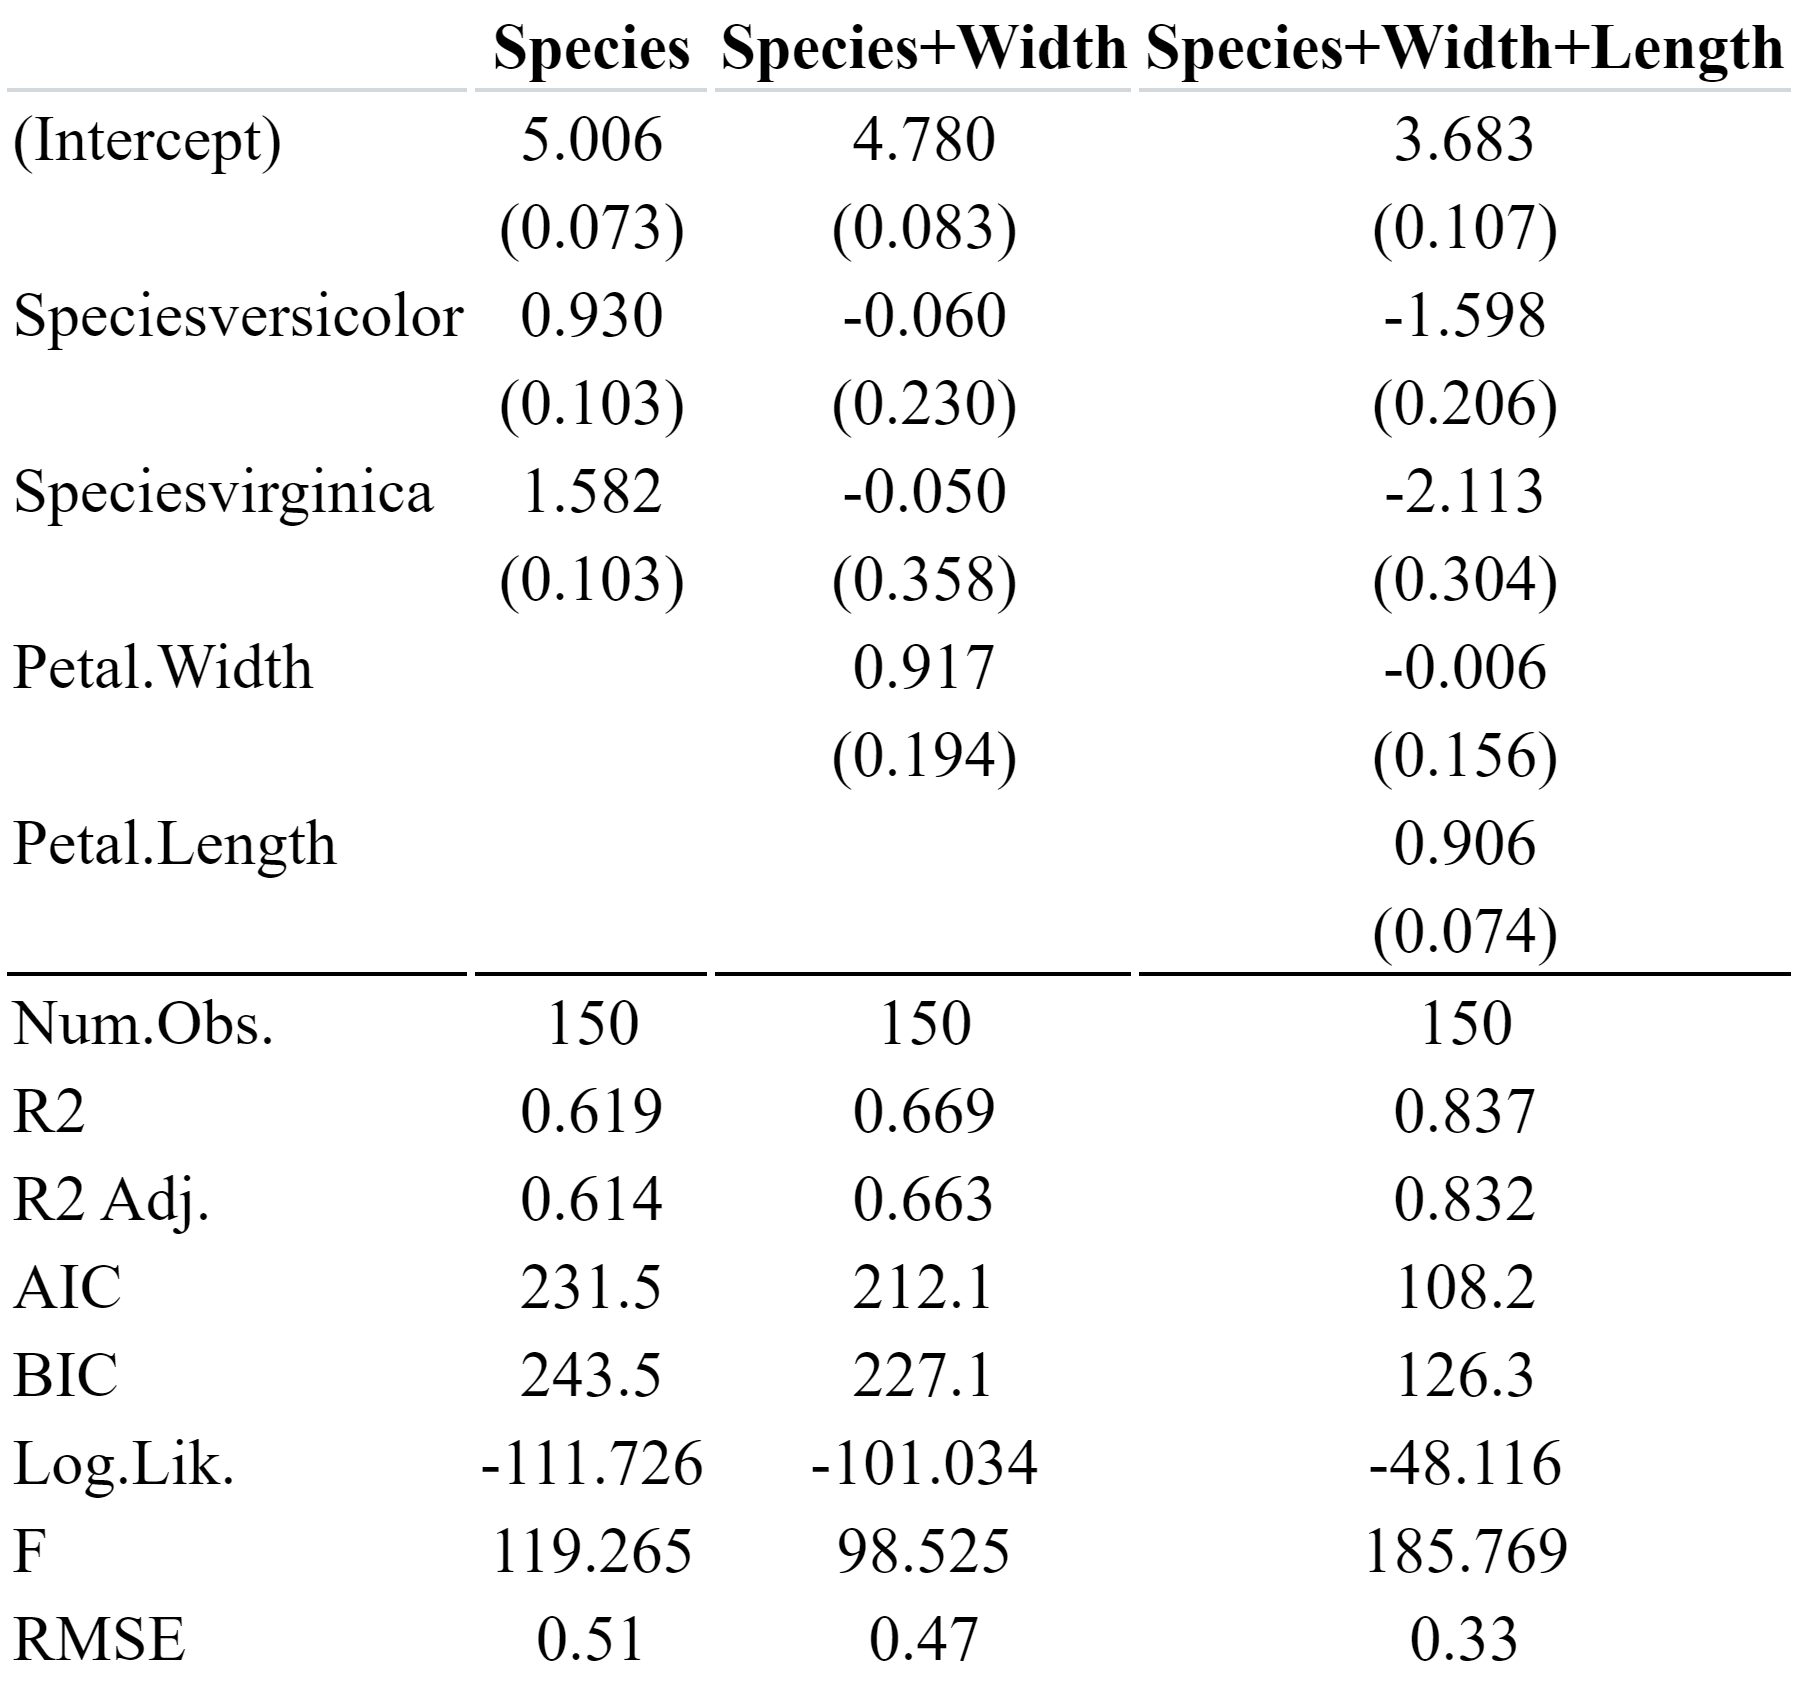 Species Species+Width Species+Width+Length
(Intercept) 5.006 4.780 3.683
(0.073) (0.083) (0.107)
Speciesversicolor 0.930 -0.060 -1.598
(0.103) (0.230) (0.206)
Speciesvirginica 1.582 -0.050 -2.113
(0.103) (0.358) (0.304)
Petal.Width 0.917 -0.006
(0.194) (0.156)
Petal.Length 0.906
(0.074)
Num.Obs. 150 150 150
R2 0.619 0.669 0.837
R2 Adj. 0.614 0.663 0.832
AIC 231.5 212.1 108.2
BIC 243.5 227.1 126.3
Log.Lik. -111.726 -101.034 -48.116
F 119.265 98.525 185.769
RMSE 0.51 0.47 0.33